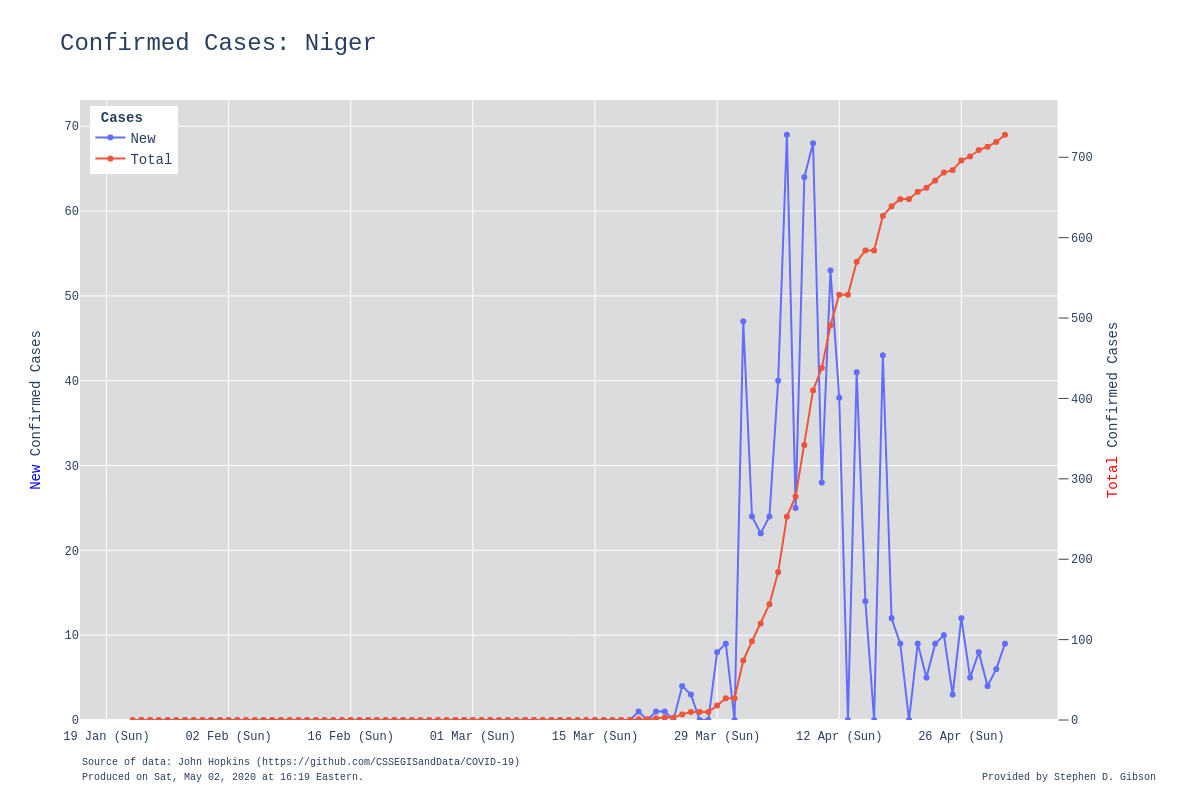 Confirmed Cases: Niger
Cases
New
Total
70
60
50
40
30
20
10
0
700
600
500
400
300
200
100
0
New Confirmed Cases
Total Confirmed Cases
19 Jan (Sun) 02 Feb (Sun) 16 Feb (Sun) 01 Mar (Sun) 15 Mar (Sun) 29 Mar (Sun) 12 Apr (Sun) 26 Apr (Sun)
Source of data: John Hopkins (https://github.com/CSSEGISandData/COVID-19)
Produced on Sat, May 02, 2020 at 16:19 Eastern.
Provided by Stephen D. Gibson